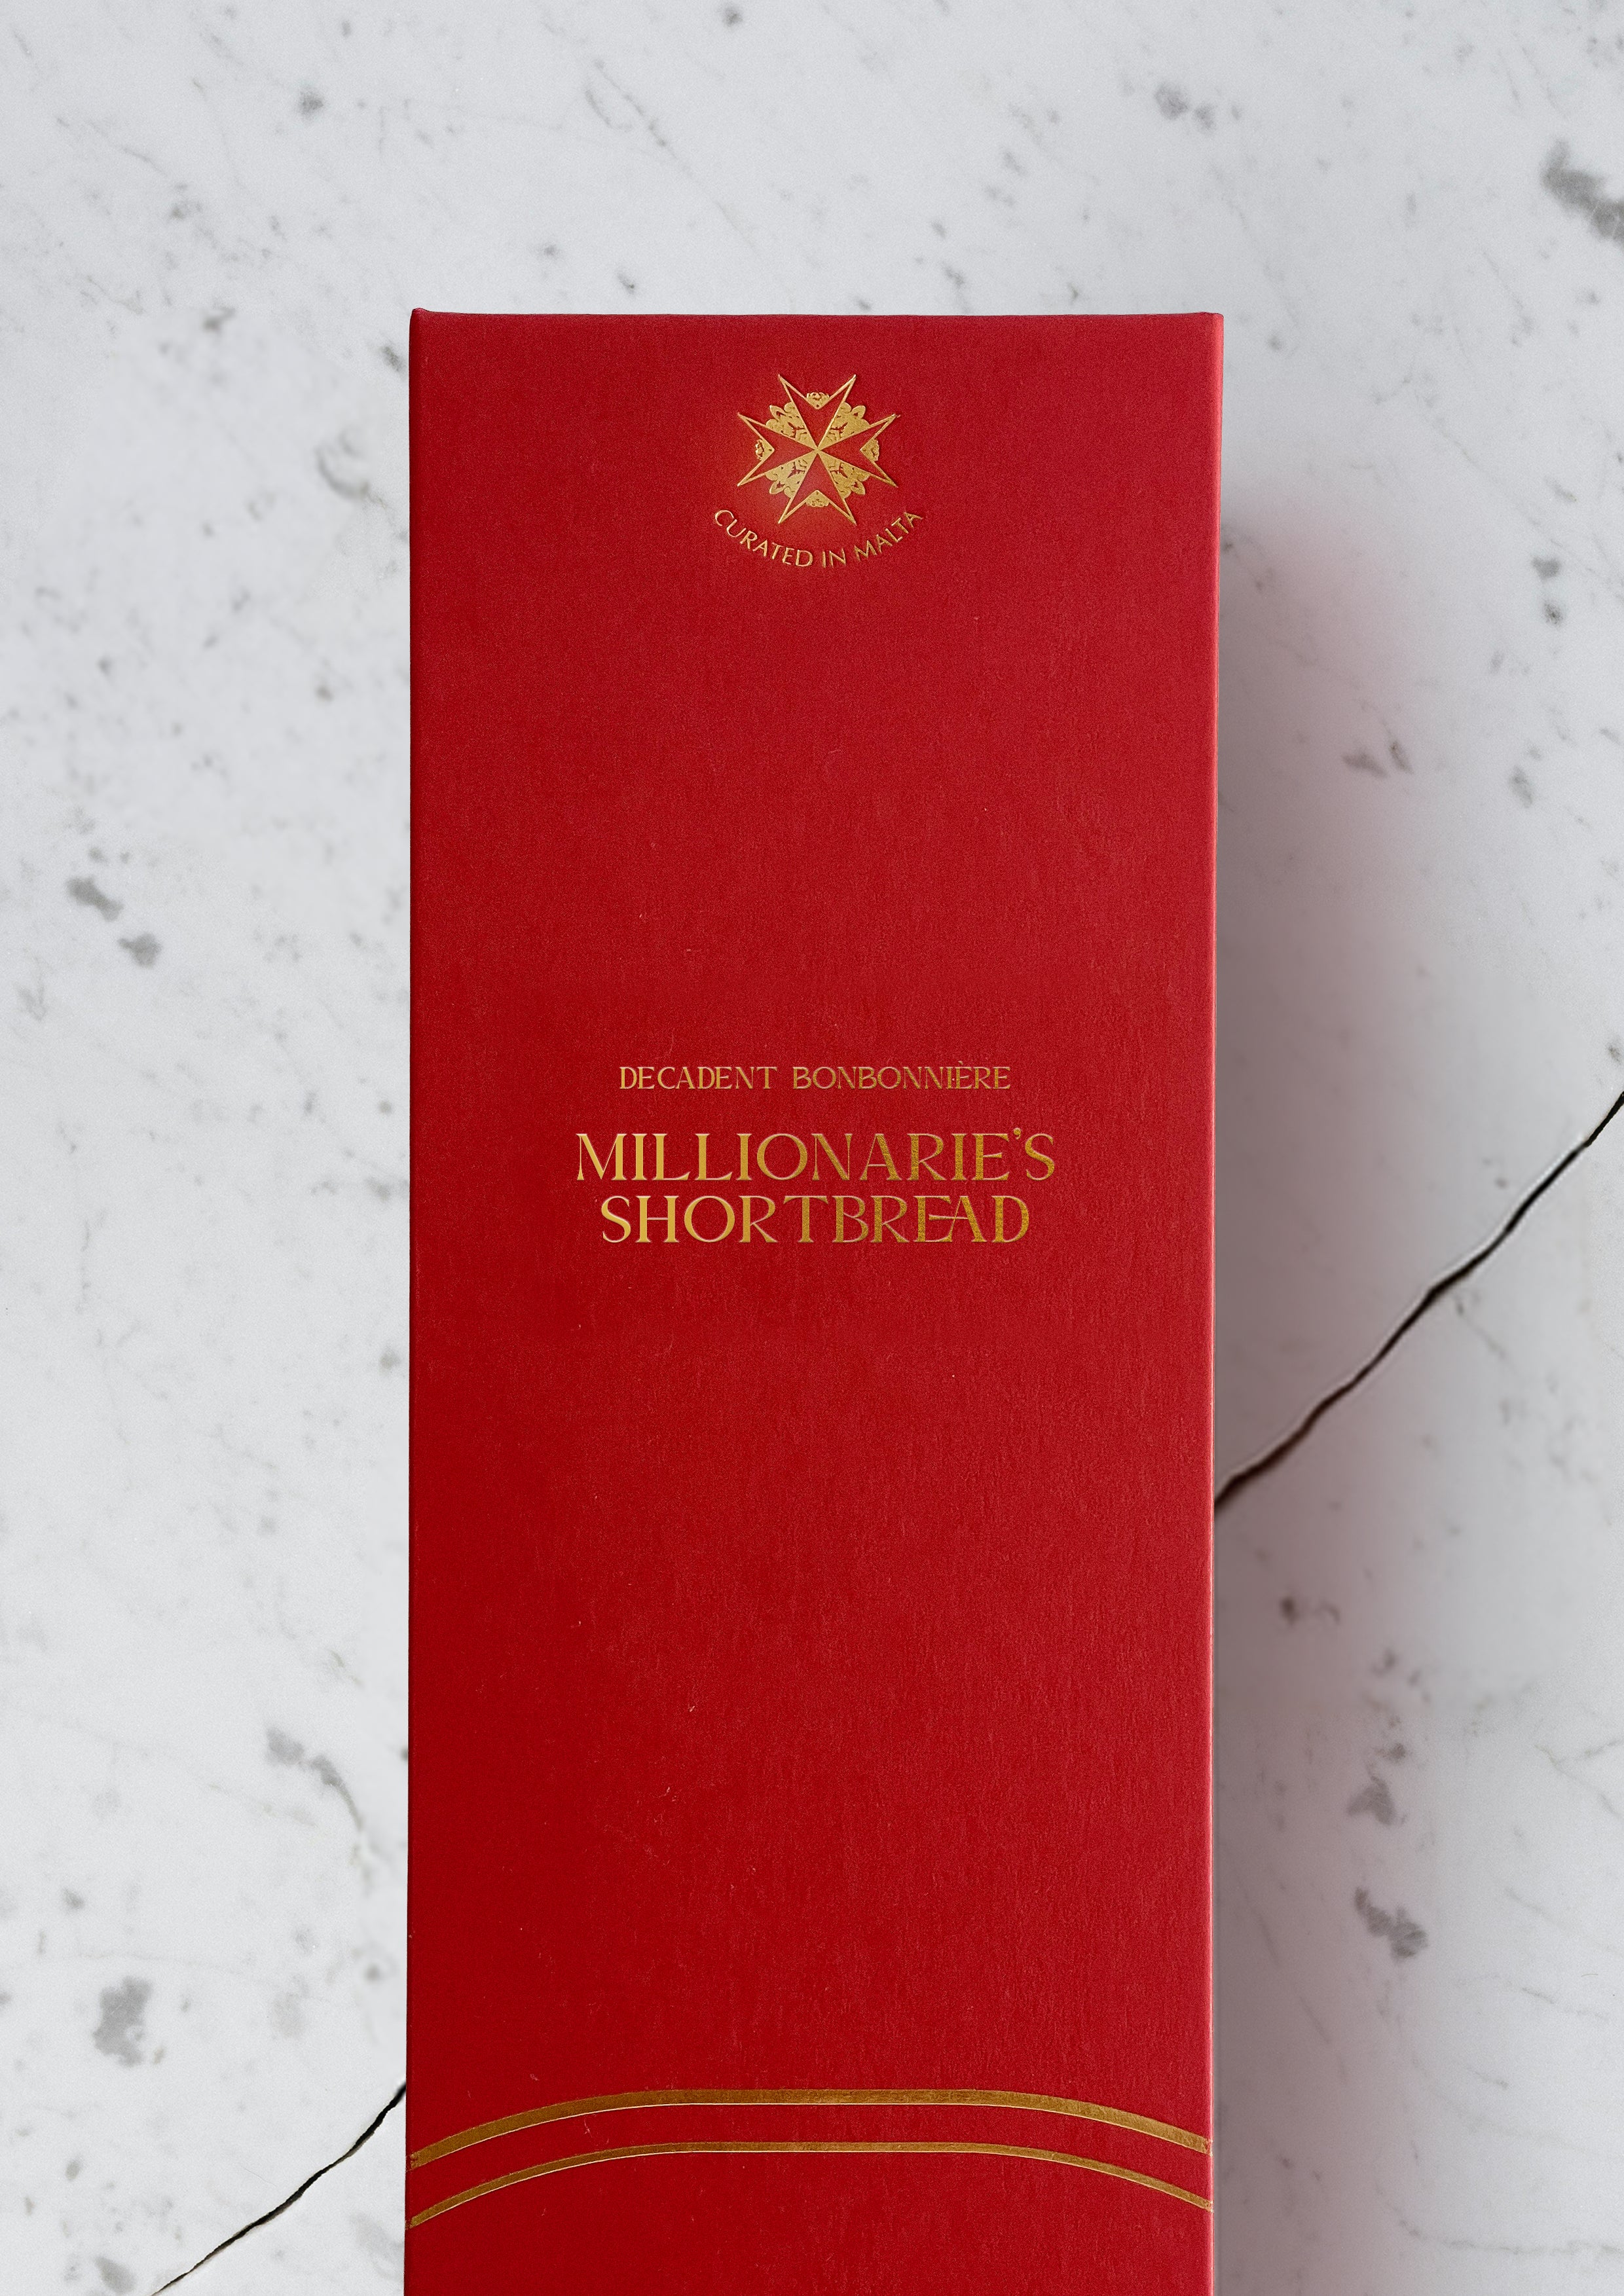 CURATED IN MALTA
DECADENT BONBONNIÈRE
MILLIONARIE'S
SHORTBREAD